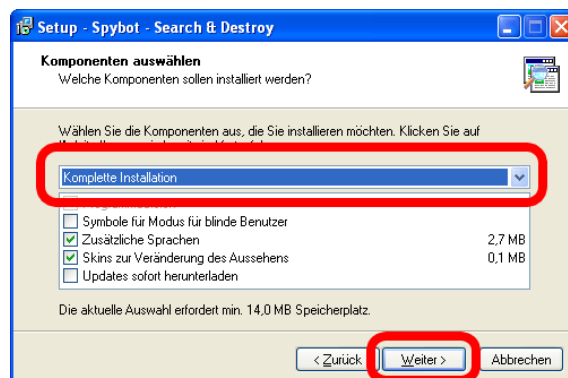 Setup - Spybot - Search & Destroy
Komponenten auswählen
Welche Komponenten sollen installiert werden?
Wählen Sie die Komponenten aus, die Sie installieren möchten. Klicken Sie auf
Komplette Installation
Symbole für Modus für blinde Benutzer
Zusätzliche Sprachen 2,7 MB
Skins zur Veränderung des Aussehens 0,1 MB
Updates sofort herunterladen
Die aktuelle Auswahl erfordert min. 14,0 MB Speicherplatz.
< Zurück Weiter > Abbrechen